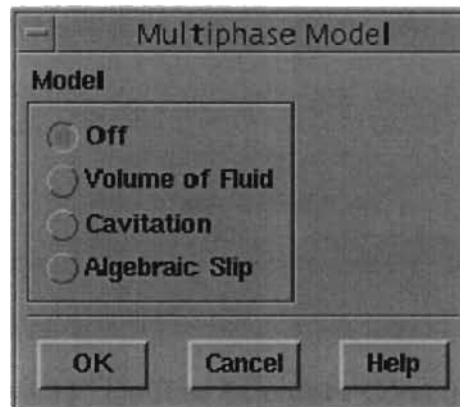 Multiphase Model
Model
Off
Volume of Fluid
Cavitation
Algebraic Slip
OK
Cancel
Help